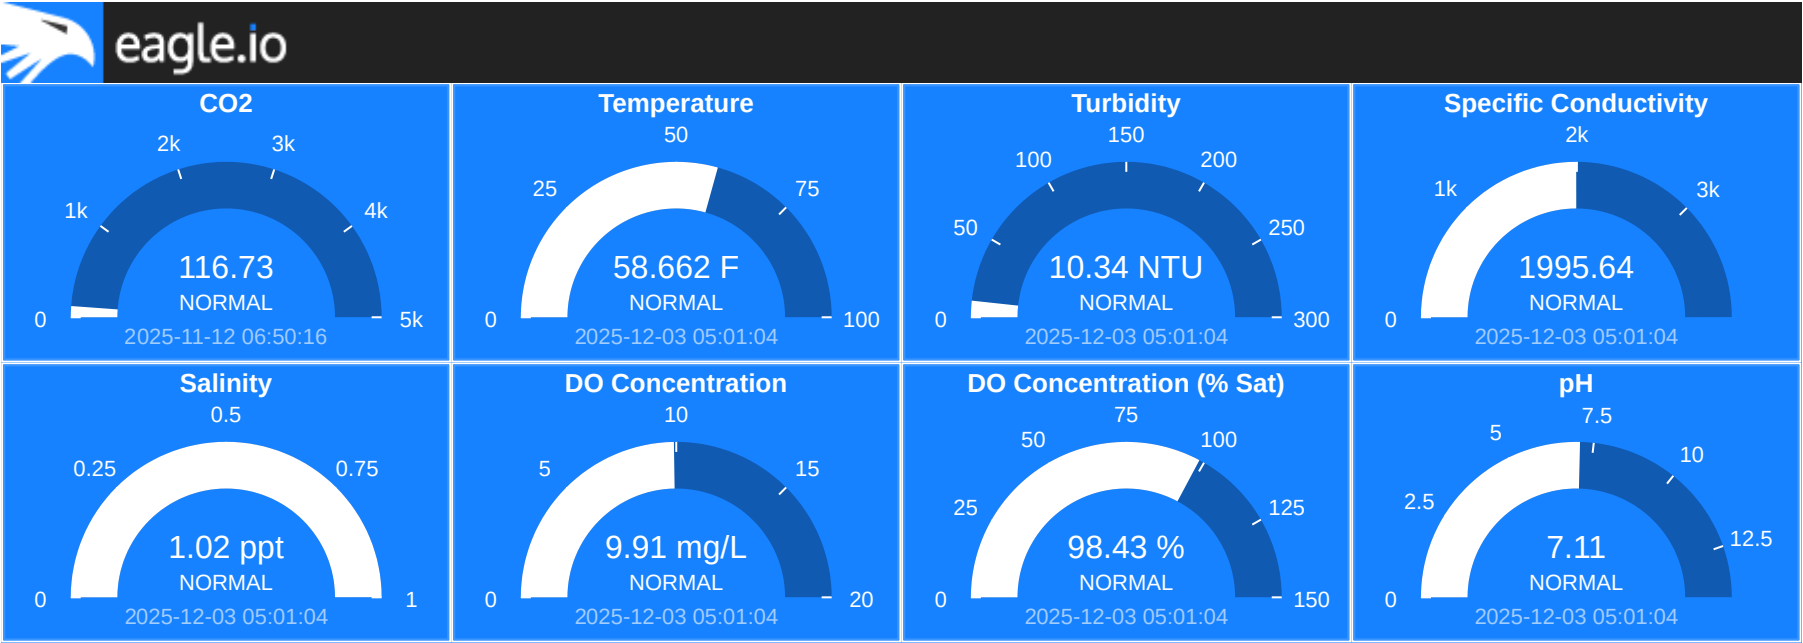 eagle.io
CO2
0
1k
2k
3k
4k
5k
116.73
NORMAL
2025-11-12 06:50:16
Temperature
0
25
50
75
100
58.662 F
NORMAL
2025-12-03 05:01:04
Turbidity
0
50
100
150
200
250
300
10.34 NTU
NORMAL
2025-12-03 05:01:04
Specific Conductivity
0
1k
2k
3k
1995.64
NORMAL
2025-12-03 05:01:04
Salinity
0
0.25
0.5
0.75
1
1.02 ppt
NORMAL
2025-12-03 05:01:04
DO Concentration
0
5
10
15
20
9.91 mg/L
NORMAL
2025-12-03 05:01:04
DO Concentration (% Sat)
0
25
50
75
100
125
150
98.43 %
NORMAL
2025-12-03 05:01:04
pH
0
2.5
5
7.5
10
12.5
7.11
NORMAL
2025-12-03 05:01:04